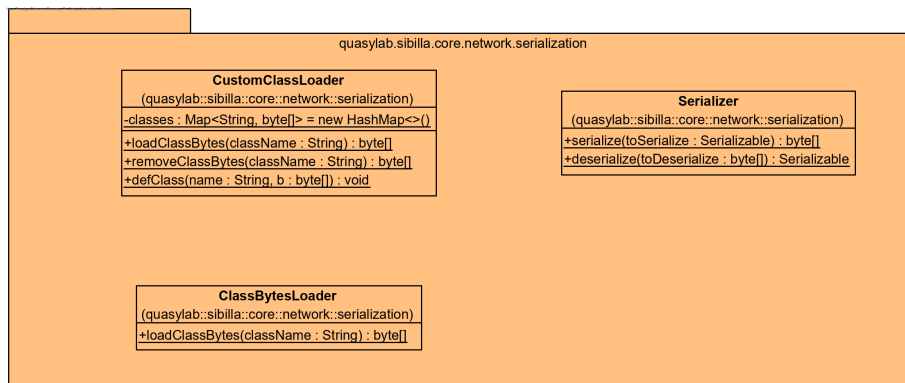 quasylab.sibilla.core.network.serialization
CustomClassLoader
(quasylab::sibilla::core::network::serialization)
-classes : Map<String, byte[]> = new HashMap<>()
+loadClassBytes(className : String) : byte[]
+removeClassBytes(className : String) : byte[]
+defClass(name : String, b : byte[]) : void
Serializer
(quasylab::sibilla::core::network::serialization)
+serialize(toSerialize : Serializable) : byte[]
+deserialize(toDeserialize : byte[]) : Serializable
ClassBytesLoader
(quasylab::sibilla::core::network::serialization)
+loadClassBytes(className : String) : byte[]